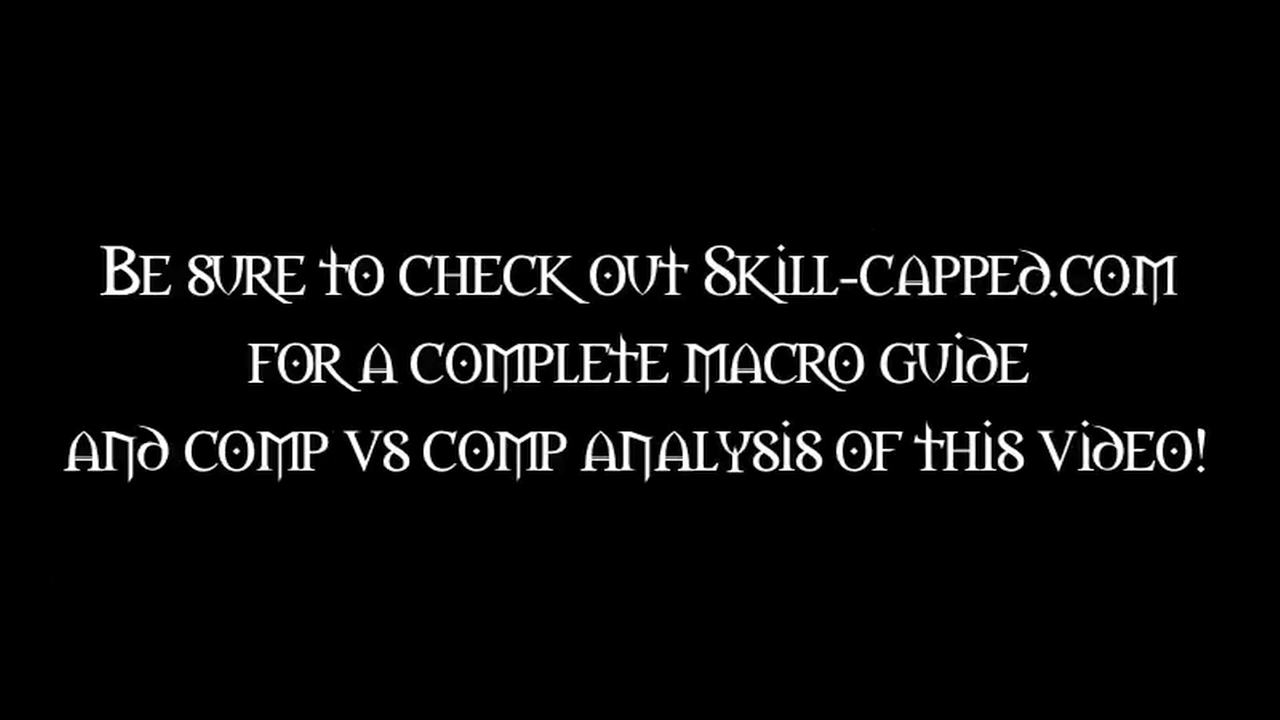 Be sure to check out Skill-capped.com
for a complete macro guide
and comp vs comp analysis of this video!